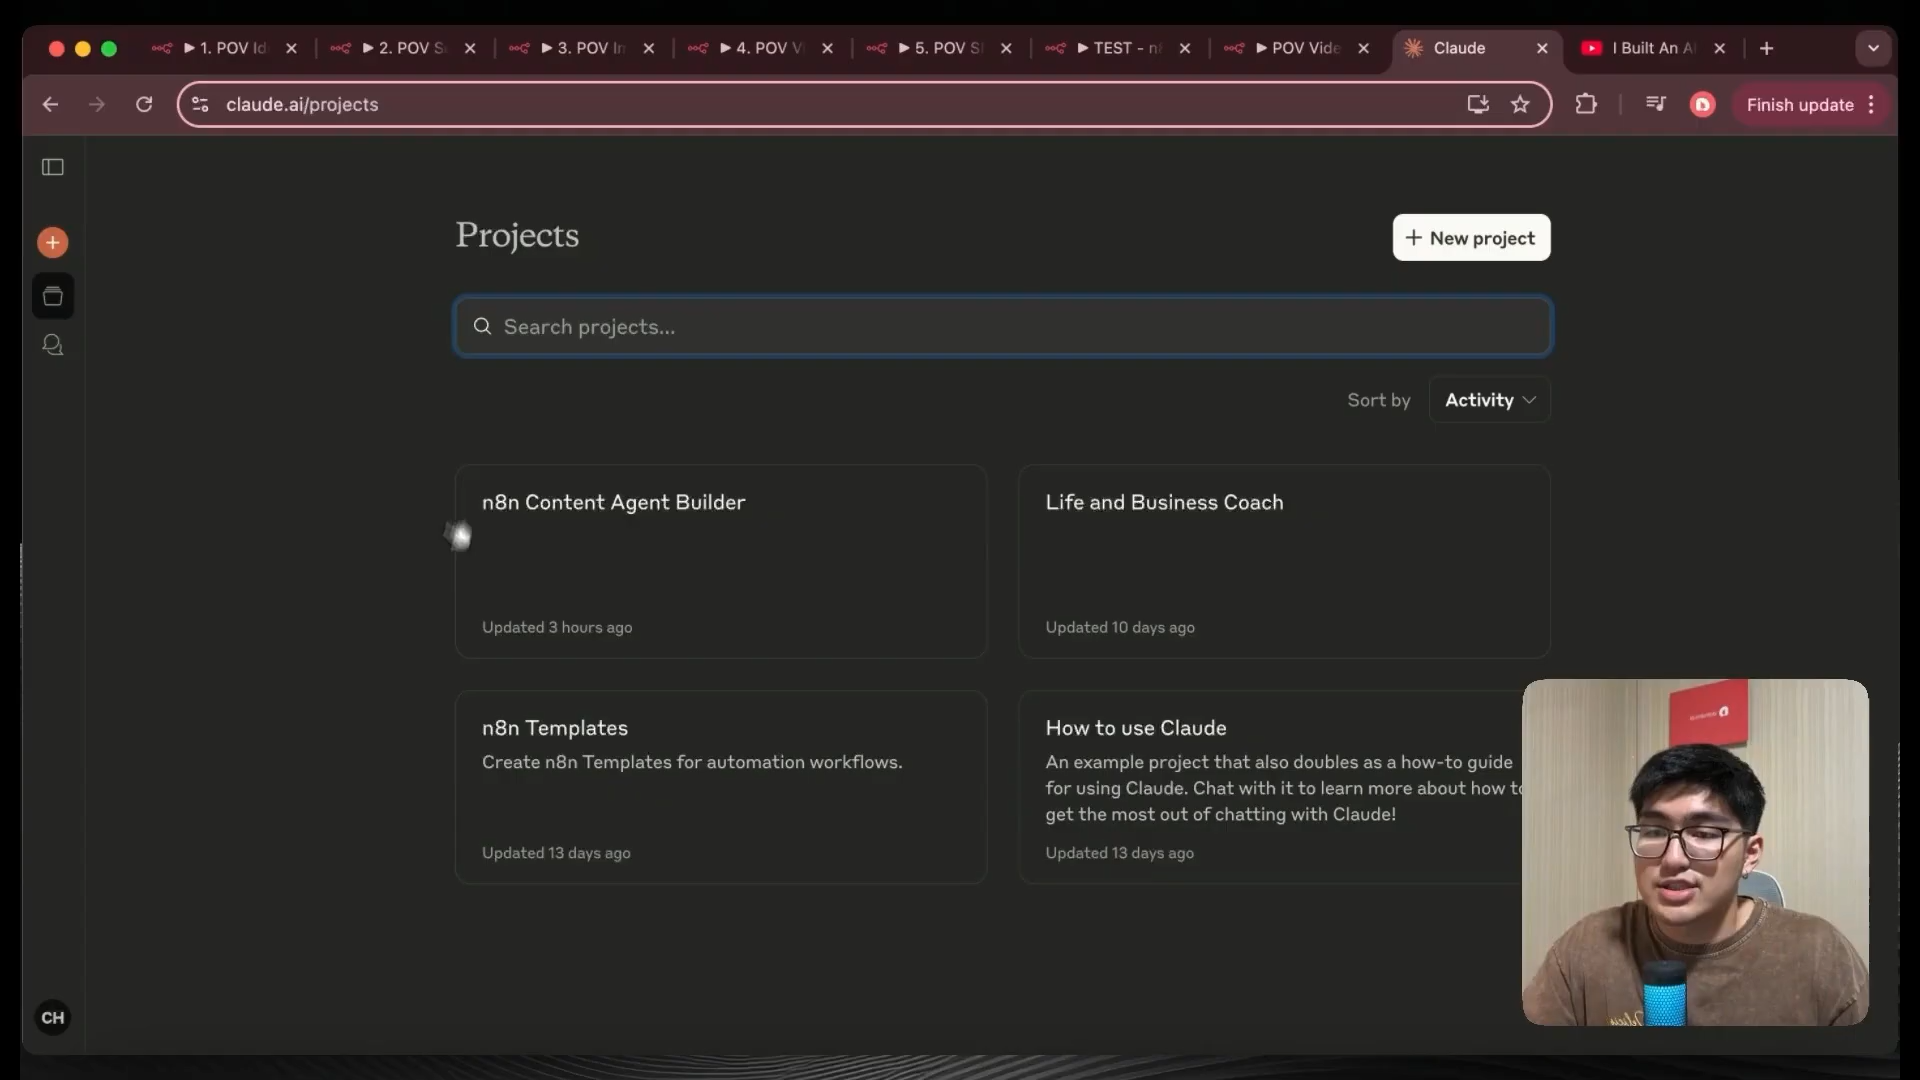 1. POV Id
2. POV S
3. POV In
4. POV V
5. POV S
TEST - n
POV Vide
Claude
I Built An A
claude.ai/projects
Finish update
Projects
+ New project
Search projects...
Sort by
Activity
n8n Content Agent Builder
Updated 3 hours ago
Life and Business Coach
Updated 10 days ago
n8n Templates
Create n8n Templates for automation workflows.
Updated 13 days ago
How to use Claude
An example project that also doubles as a how-to guide
for using Claude. Chat with it to learn more about how to
get the most out of chatting with Claude!
Updated 13 days ago
CH